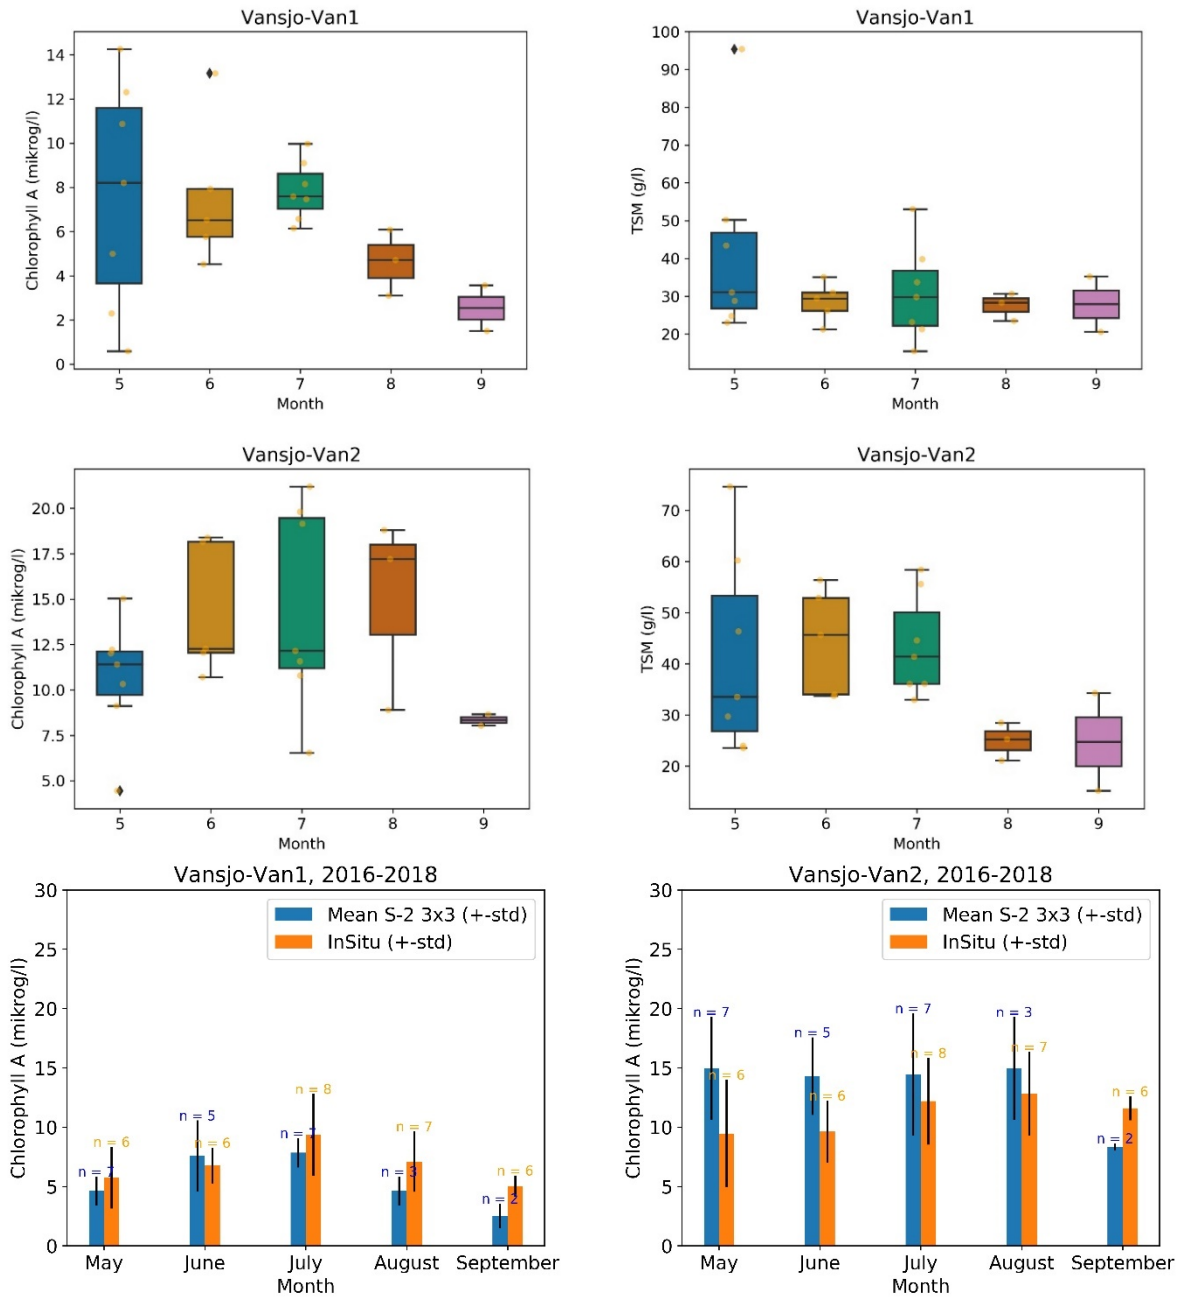 Vansjo-Van1
Chlorophyll A (mikrog/l)
14
12
10
8
6
4
2
0
5 6 7 8 9
Month
Vansjo-Van1
TSM (g/l)
100
90
80
70
60
50
40
30
20
5 6 7 8 9
Month
Vansjo-Van2
Chlorophyll A (mikrog/l)
20.0
17.5
15.0
12.5
10.0
7.5
5.0
5 6 7 8 9
Month
Vansjo-Van2
TSM (g/l)
70
60
50
40
30
20
5 6 7 8 9
Month
Vansjo-Van1, 2016-2018
Mean S-2 3x3 (+-std)
InSitu (+-std)
Chlorophyll A (mikrog/l)
30
25
20
15
10
5
0
n = 7
n = 6
n = 5
n = 6
n = 7
n = 8
n = 3
n = 7
n = 2
n = 6
May June July August September
Month
Vansjo-Van2, 2016-2018
Mean S-2 3x3 (+-std)
InSitu (+-std)
Chlorophyll A (mikrog/l)
30
25
20
15
10
5
0
n = 7
n = 6
n = 5
n = 6
n = 7
n = 8
n = 3
n = 7
n = 2
n = 6
May June July August September
Month